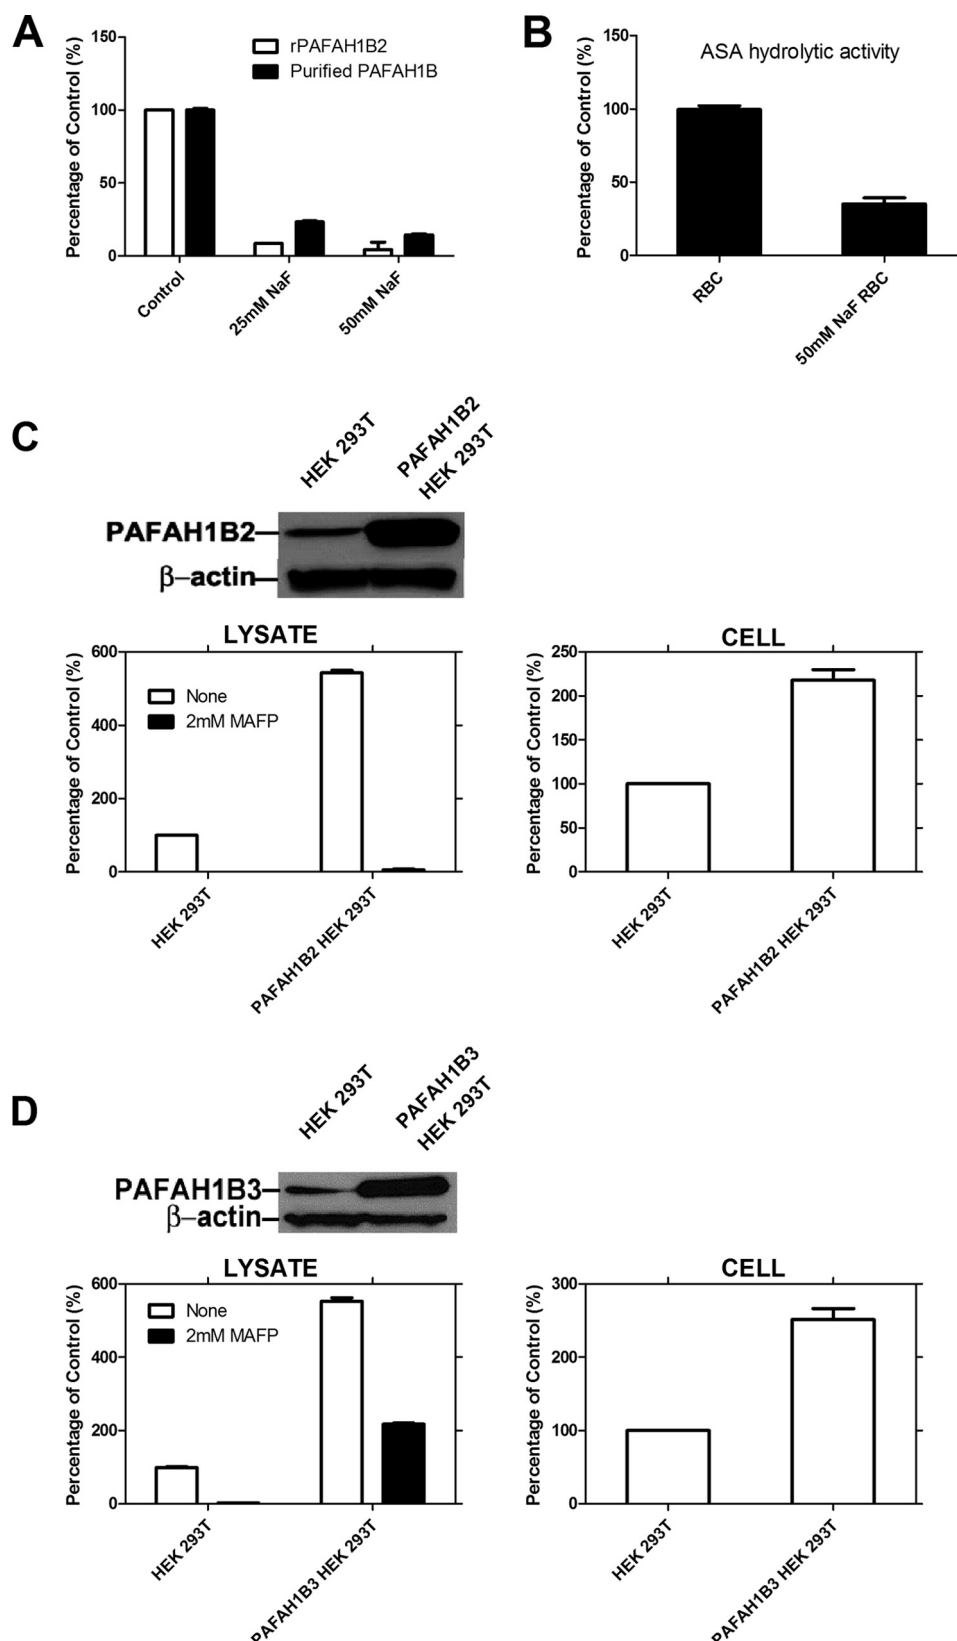 A
Percentage of Control (%)
150
100
50
0
rPAFAH1B2
Purified PAFAH1B
Control
25mM NaF
50mM NaF
B
Percentage of Control (%)
150
100
50
0
ASA hydrolytic activity
RBC
50mM NaF RBC
C
HEK 293T
PAFAH1B2
HEK 293T
PAFAH1B2
β–actin
LYSATE
Percentage of Control (%)
600
400
200
0
None
2mM MAFP
HEK 293T
PAFAH1B2 HEK 293T
CELL
Percentage of Control (%)
250
200
150
100
50
0
HEK 293T
PAFAH1B2 HEK 293T
D
HEK 293T
PAFAH1B3
HEK 293T
PAFAH1B3
β–actin
LYSATE
Percentage of Control (%)
600
400
200
0
None
2mM MAFP
HEK 293T
PAFAH1B3 HEK 293T
CELL
Percentage of Control (%)
300
200
100
0
HEK 293T
PAFAH1B3 HEK 293T